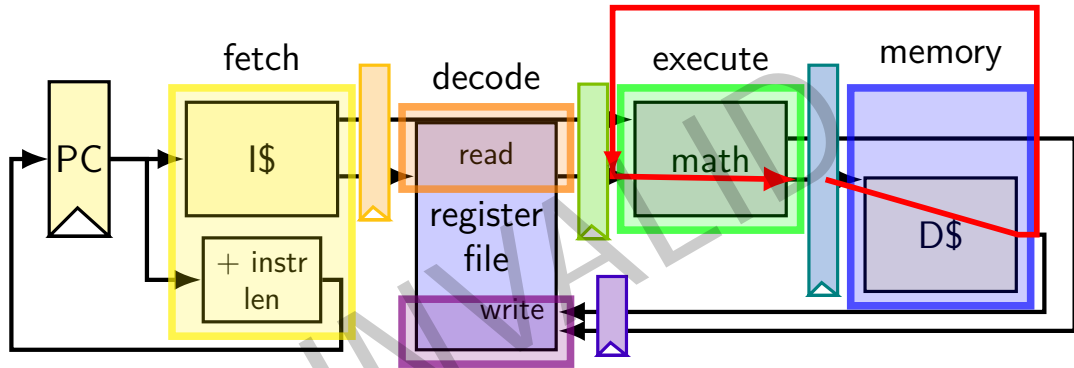 fetch
decode
execute
memory
PC
I$
read
math
register
file
D$
+ instr
len
write
INVALID